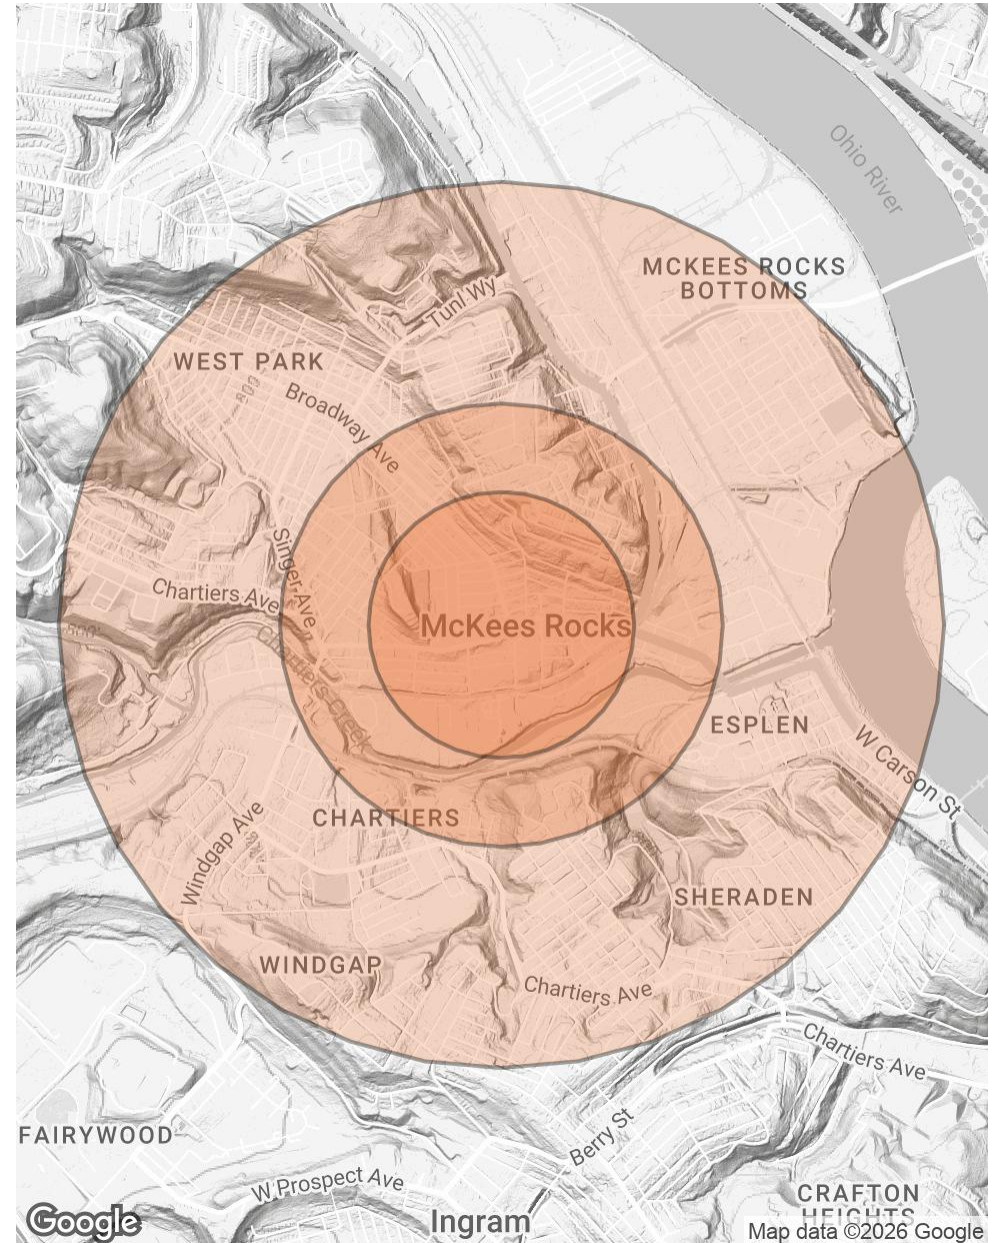 Ohio River
MCKEES ROCKS
BOTTOMS
Tunl Wy
WEST PARK
800
Broadway Ave
Singer Ave
Chartiers Ave
800
McKees Rocks
Chartiers Creek
ESPLEN
W Carson St
CHARTIERS
Windgap Ave
SHERADEN
WINDGAP
Chartiers Ave
Chartiers Ave
FAIRYWOOD
Berry St
W Prospect Ave
CRAFTON
HEIGHTS
Ingram
Google
Map data ©2026 Google